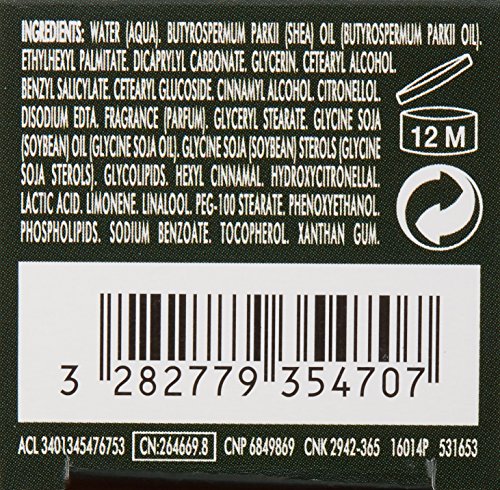 INGREDIENTS: WATER (AQUA). BUTYROSPERMUM PARKII (SHEA) OIL (BUTYROSPERMUM PARKII OIL).
ETHYLHEXYL PALMITATE. DICAPRYLYL CARBONATE. GLYCERIN. CETEARYL ALCOHOL.
BENZYL SALICYLATE. CETEARYL GLUCOSIDE. CINNAMYL ALCOHOL. CITRONELLOL.
DISODIUM EDTA. FRAGRANCE (PARFUM). GLYCERYL STEARATE. GLYCINE SOJA
(SOYBEAN) OIL (GLYCINE SOJA OIL). GLYCINE SOJA (SOYBEAN) STEROLS (GLYCINE
SOJA STEROLS). GLYCOLIPIDS. HEXYL CINNAMAL. HYDROXYCITRONELLAL.
LACTIC ACID. LIMONENE. LINALOOL. PEG-100 STEARATE. PHENOXYETHANOL.
PHOSPHOLIPIDS. SODIUM BENZOATE. TOCOPHEROL. XANTHAN GUM.
12 M
3 282779 354707
ACL 3401345476753 CN:264669.8 CNP 6849869 CNK 2942-365 16014P 531653